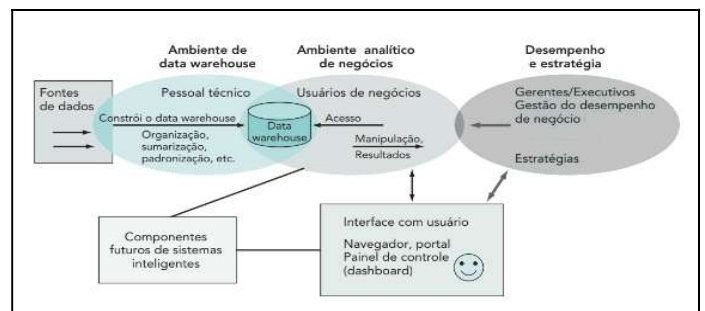 Ambiente de
data warehouse
Ambiente analítico
de negócios
Desempenho
e estratégia
Fontes
de dados
Pessoal técnico
Constrói o data warehouse
Organização,
sumarização,
padronização, etc.
Data
warehouse
Usuários de negócios
Acesso
Manipulação,
Resultados
Gerentes/Executivos
Gestão do desempenho
de negócio
Estratégias
Componentes
futuros de sistemas
inteligentes
Interface com usuário
Navegador, portal
Painel de controle
(dashboard)